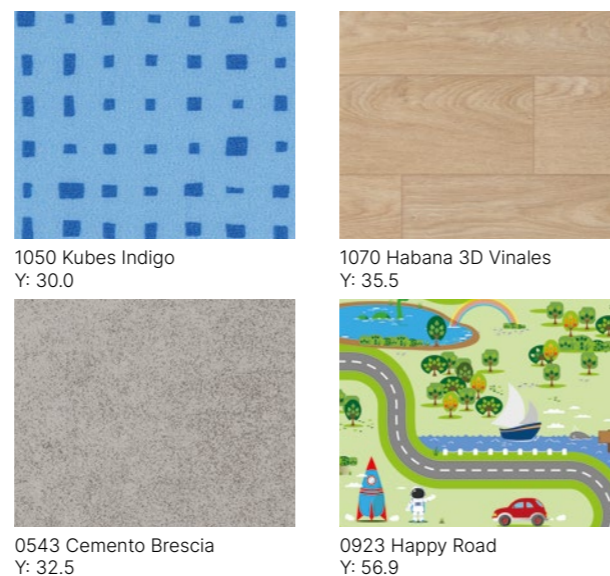 1050 Kubes Indigo
Y: 30.0
1070 Habana 3D Vinales
Y: 35.5
0543 Cemento Brescia
Y: 32.5
0923 Happy Road
Y: 56.9